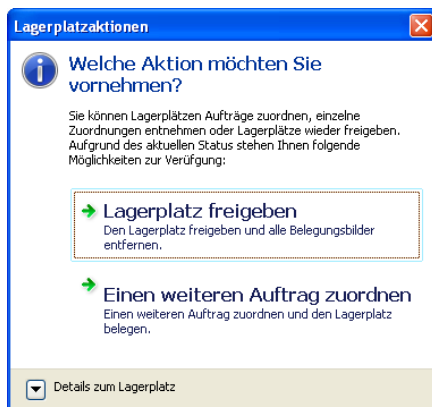 Lagerplatzaktionen
Welche Aktion möchten Sie
vornehmen?
Sie können Lagerplätzen Aufträge zuordnen, einzelne
Zuordnungen entnehmen oder Lagerplätze wieder freigeben.
Aufgrund des aktuellen Status stehen Ihnen folgende
Möglichkeiten zur Verüfgung:
Lagerplatz freigeben
Den Lagerplatz freigeben und alle Belegungsbilder
entfernen.
Einen weiteren Auftrag zuordnen
Einen weiteren Auftrag zuordnen und den Lagerplatz
belegen.
Details zum Lagerplatz